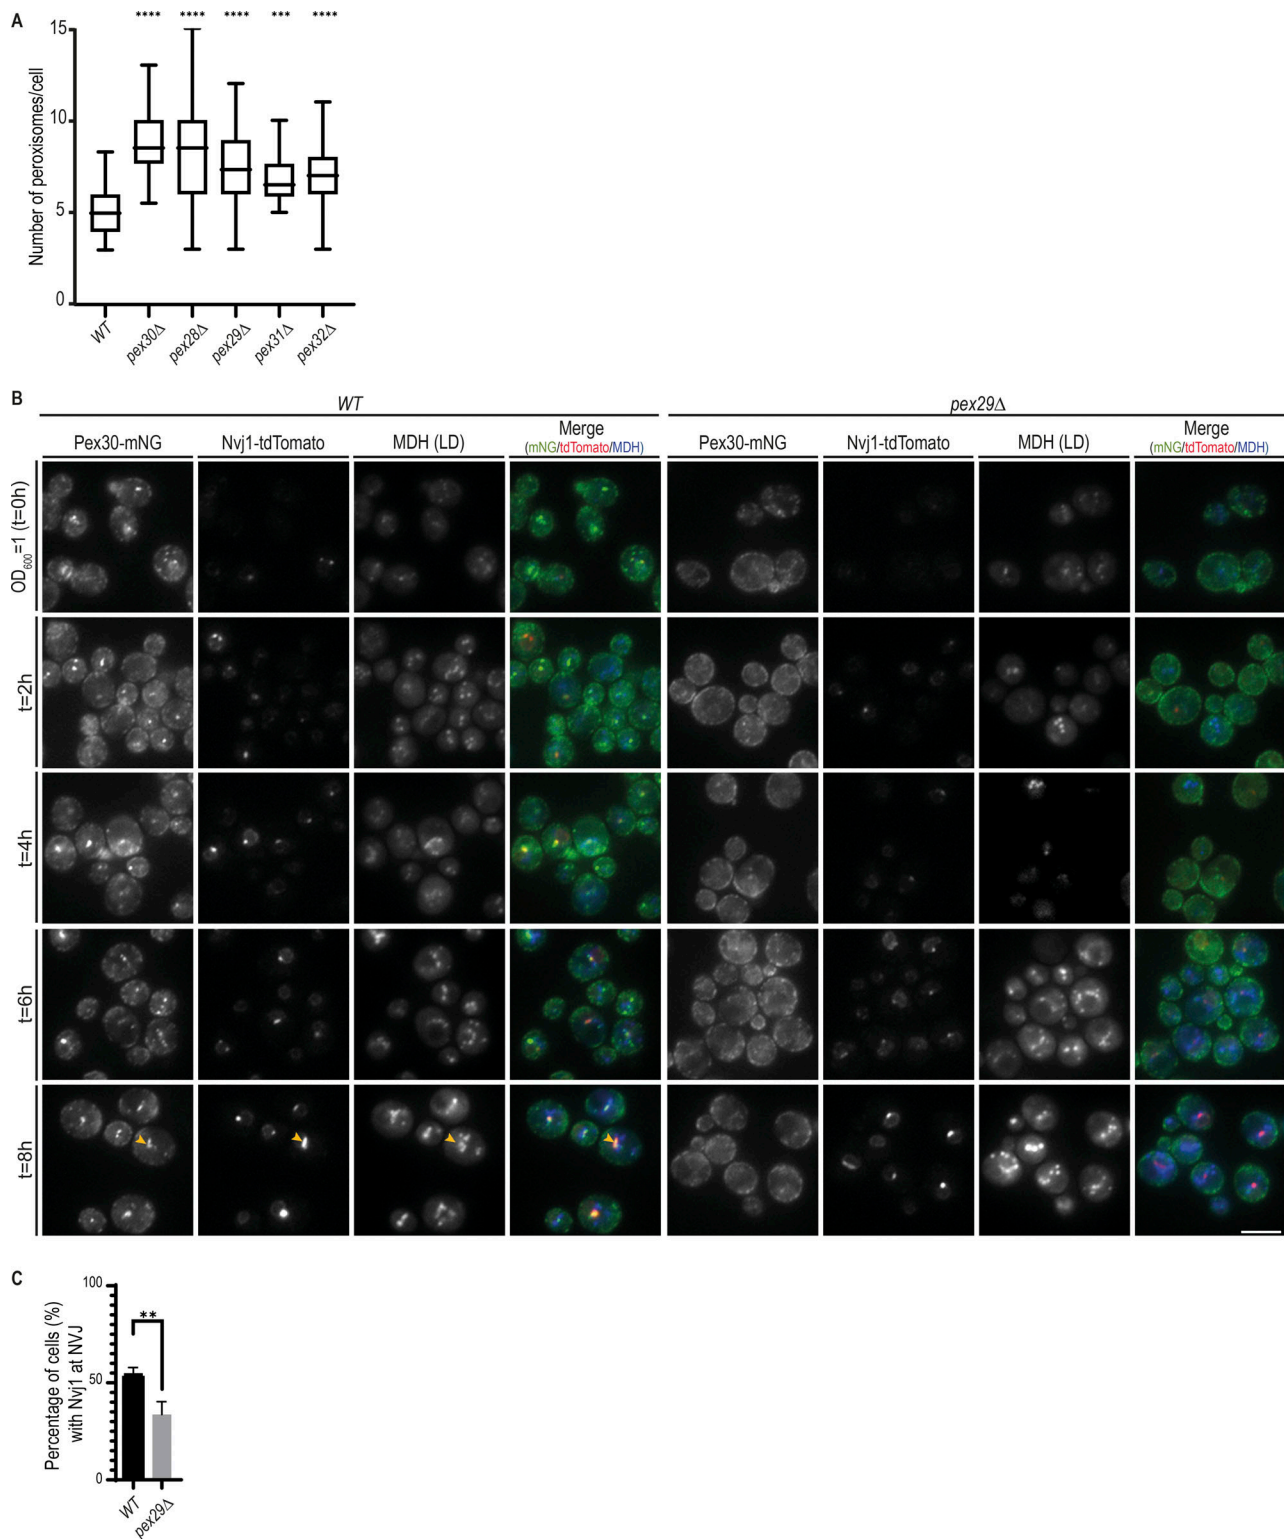 A
**** **** **** *** ****
Number of peroxisomes/cell
15
10
5
0
WT
pex30Δ
pex28Δ
pex29Δ
pex31Δ
pex32Δ
B
WT
pex29Δ
Pex30-mNG
Nvj1-tdTomato
MDH (LD)
Merge
(mNG/tdTomato/MDH)
Pex30-mNG
Nvj1-tdTomato
MDH (LD)
Merge
(mNG/tdTomato/MDH)
OD600=1 (t=0h)
t=2h
t=4h
t=6h
t=8h
C
Percentage of cells (%)
with Nvj1 at NVJ
100
50
0
**
WT
pex29Δ